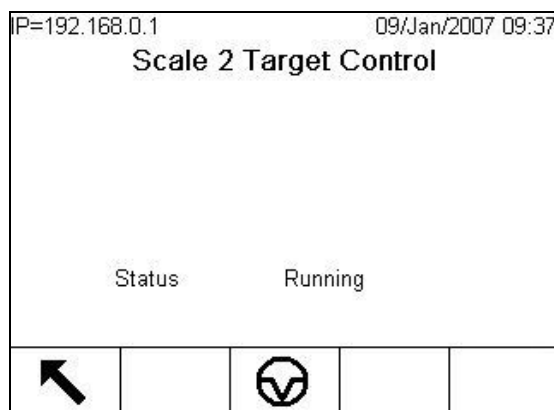 IP=192.168.0.1 09/Jan/2007 09:37
Scale 2 Target Control
Status Running